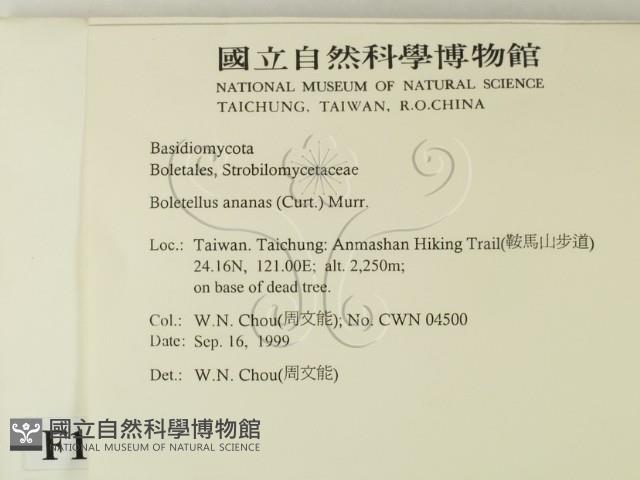 國立自然科學博物館
NATIONAL MUSEUM OF NATURAL SCIENCE
TAICHUNG, TAIWAN, R.O.CHINA
Basidiomycota
Boletales, Strobilomycetaceae
Boletellus ananas (Curt.) Murr.
Loc.: Taiwan. Taichung: Anmashan Hiking Trail(鞍馬山步道)
24.16N, 121.00E; alt. 2,250m;
on base of dead tree.
Col.: W.N. Chou(周文能); No. CWN 04500
Date: Sep. 16, 1999
Det.: W.N. Chou(周文能)
F1
國立自然科學博物館
NATIONAL MUSEUM OF NATURAL SCIENCE